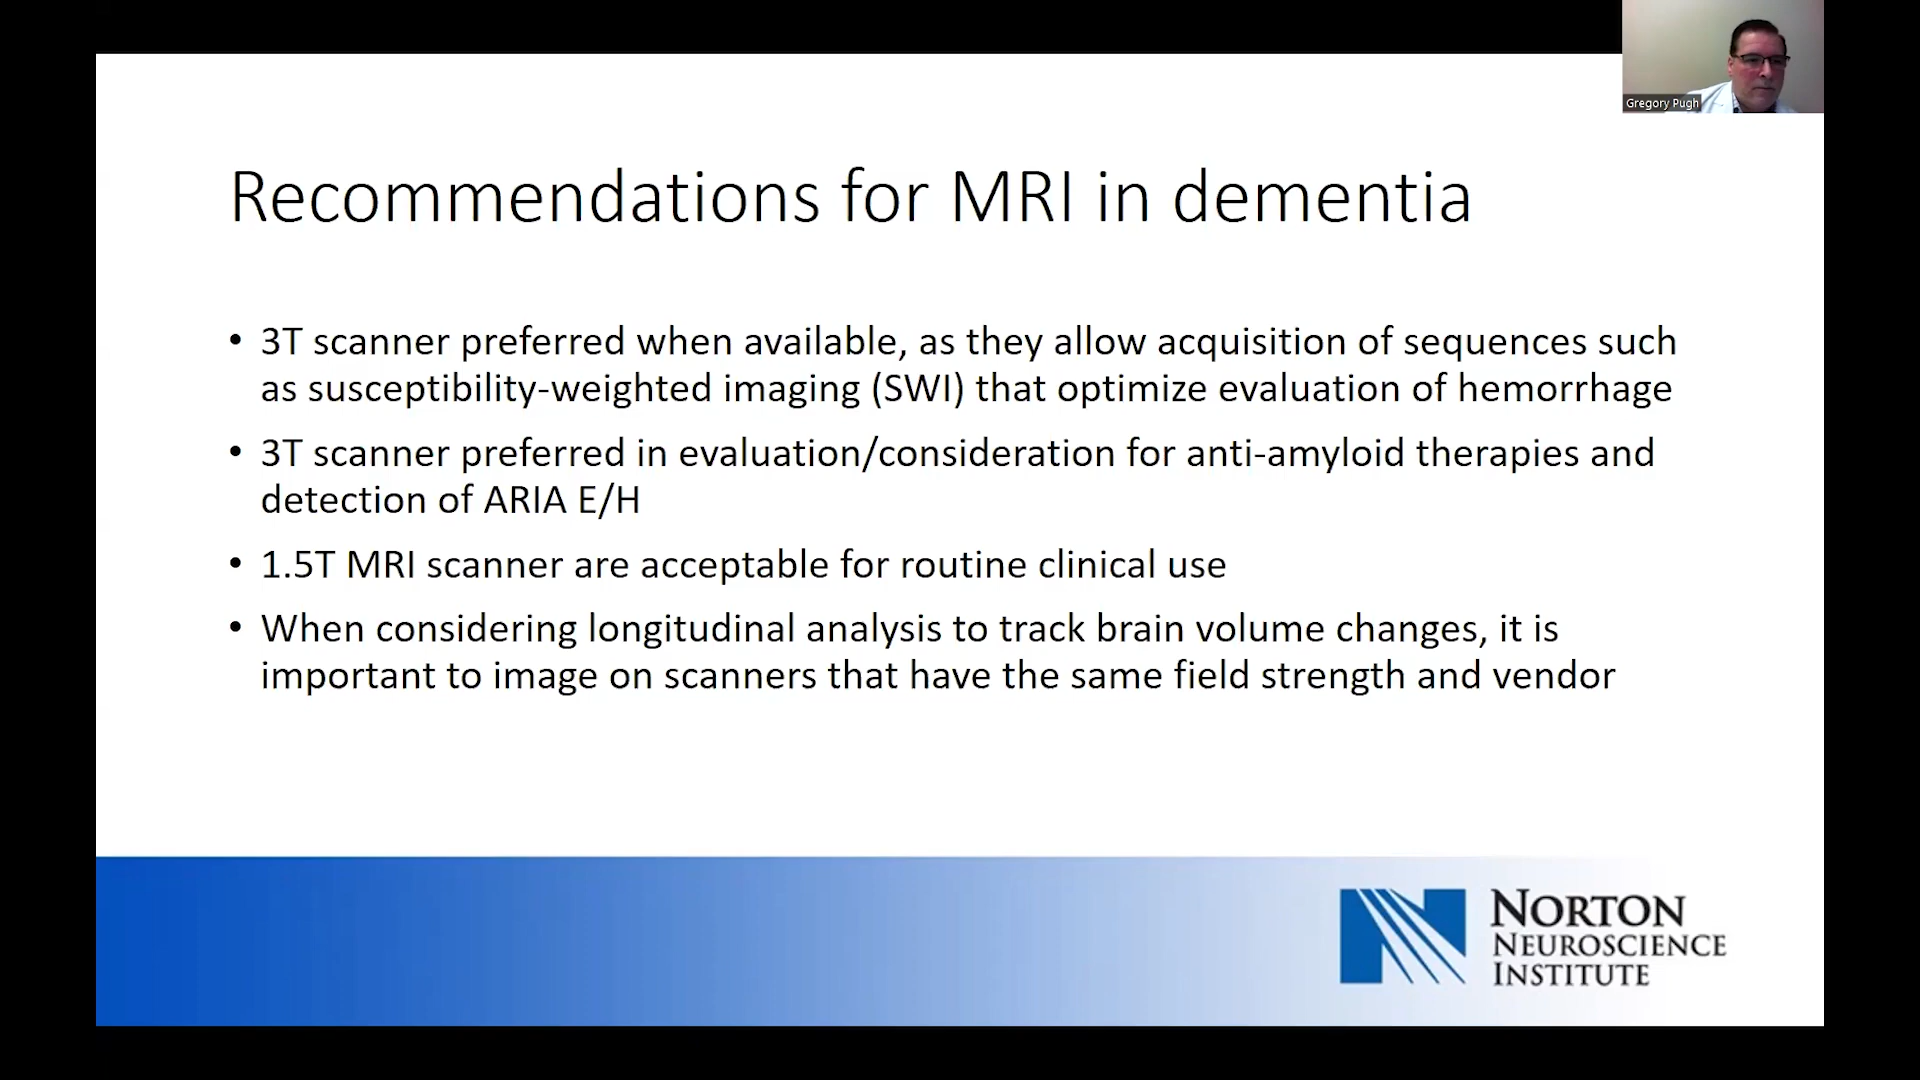 Gregory Pugh
Recommendations for MRI in dementia
• 3T scanner preferred when available, as they allow acquisition of sequences such
as susceptibility-weighted imaging (SWI) that optimize evaluation of hemorrhage
• 3T scanner preferred in evaluation/consideration for anti-amyloid therapies and
detection of ARIA E/H
• 1.5T MRI scanner are acceptable for routine clinical use
• When considering longitudinal analysis to track brain volume changes, it is
important to image on scanners that have the same field strength and vendor
NORTON
NEUROSCIENCE
INSTITUTE